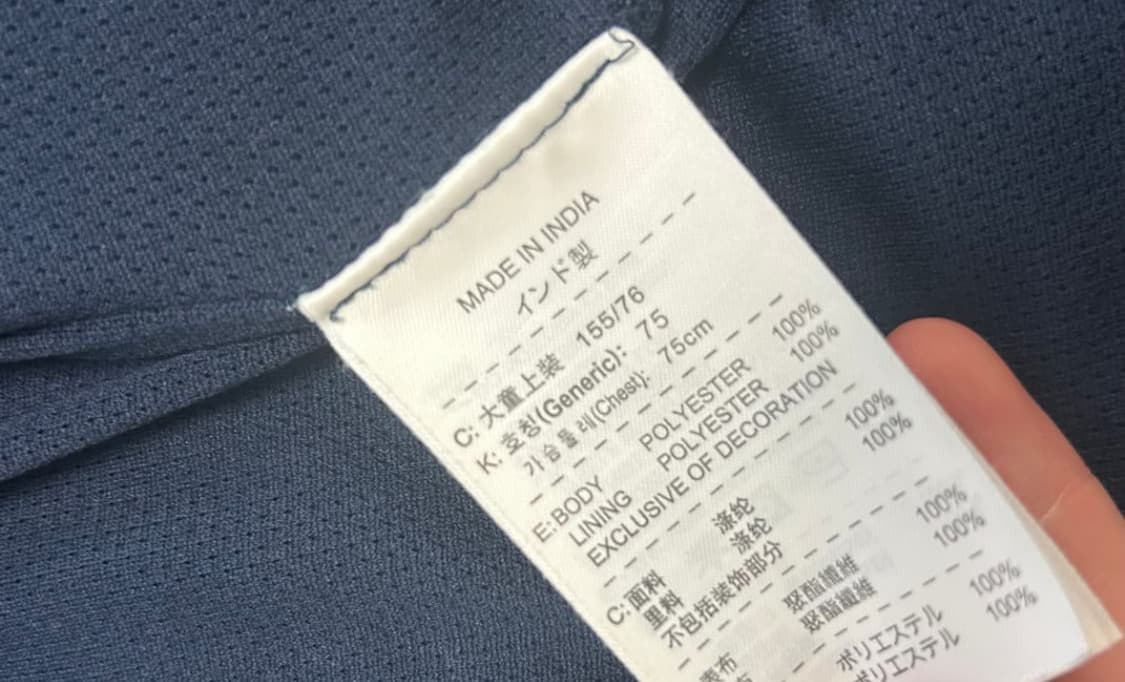 MADE IN INDIA
インド製
C: 大童上装 155/76
K: 호칭(Generic): 75
가슴둘레(Chest): 75cm
E:BODY POLYESTER 100%
LINING POLYESTER 100%
EXCLUSIVE OF DECORATION
C:面料 涤纶 100%
里料 涤纶 100%
不包括装饰部分
表布 聚酯纖維 100%
聚酯纖維 100%
ポリエステル 100%
ポリエステル 100%